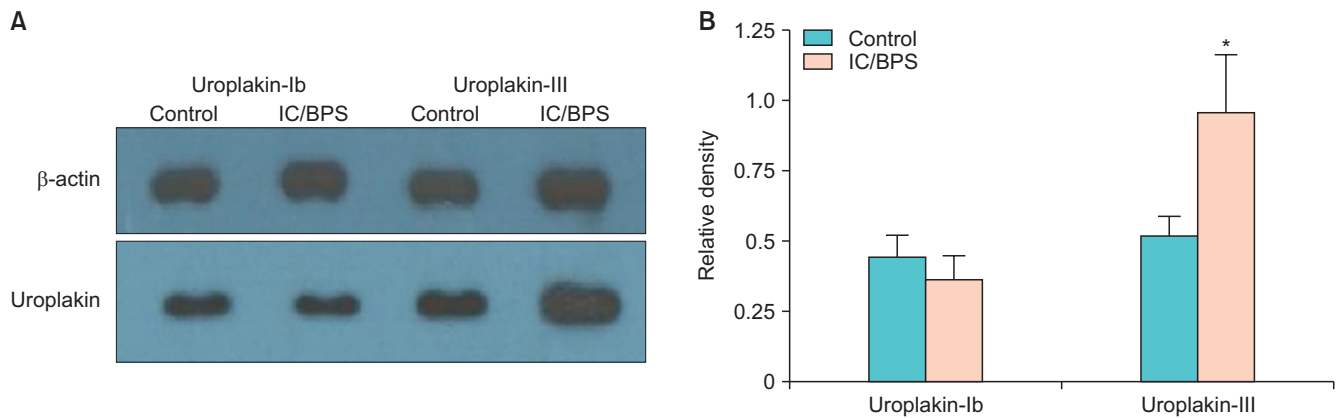 A
Uroplakin-Ib Uroplakin-III
Control IC/BPS Control IC/BPS
β-actin
Uroplakin
B
Relative density
1.25
1.0
0.75
0.5
0.25
0
Control
IC/BPS
*
Uroplakin-Ib Uroplakin-III